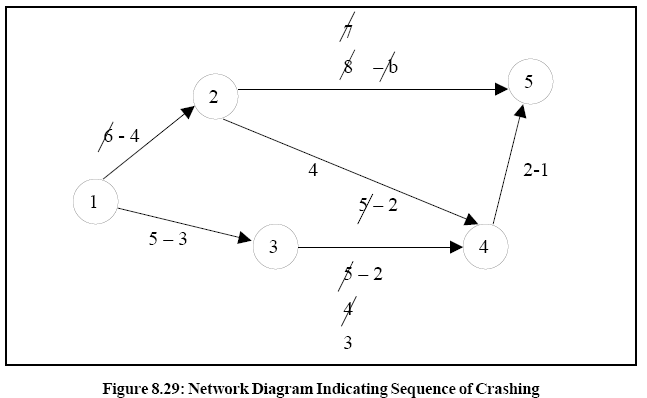 7
8 – b
2
5
6 - 4
4
2-1
5 – 2
1
5 – 3
3
4
5 – 2
4
3
Figure 8.29: Network Diagram Indicating Sequence of Crashing